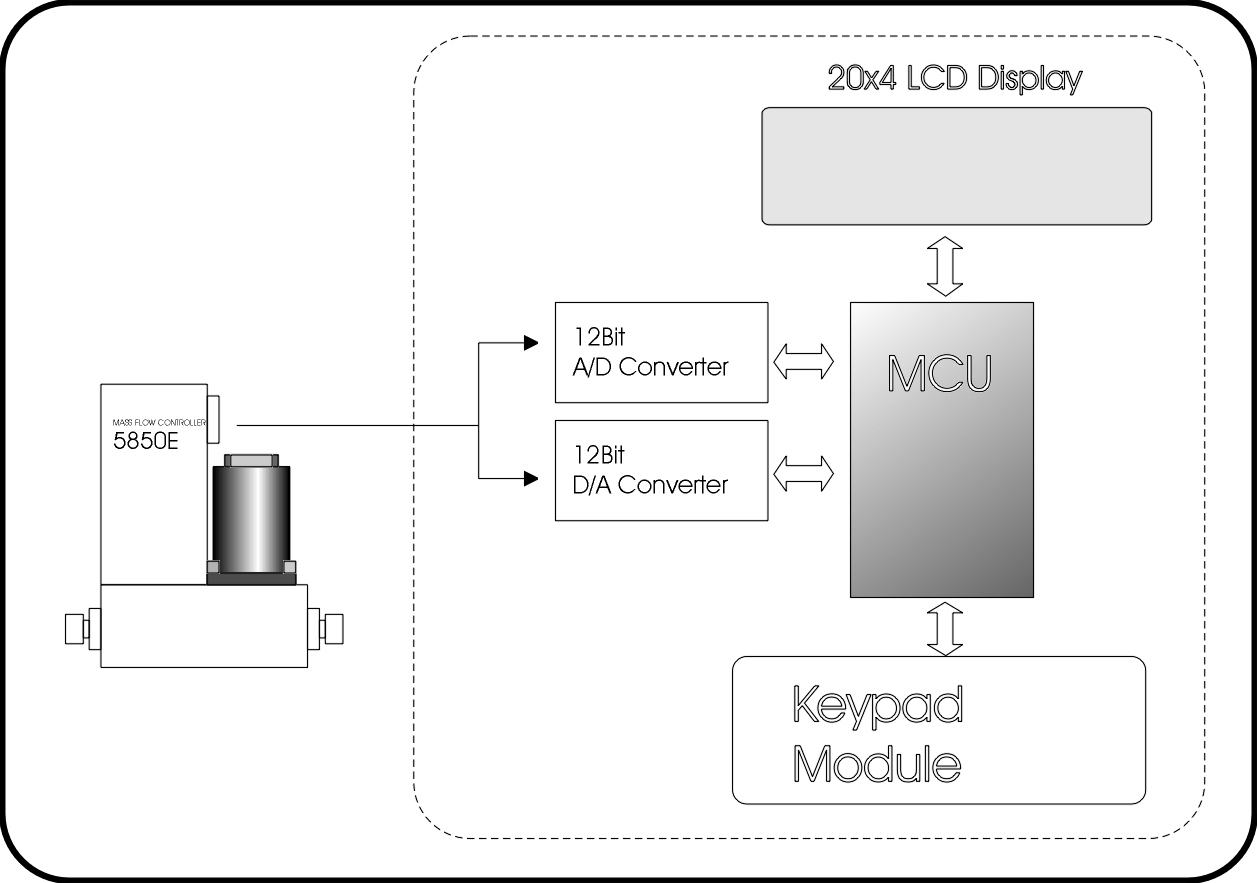 20x4 LCD Display
12Bit
A/D Converter
MCU
MASS FLOW CONTROLLER
5850E
12Bit
D/A Converter
Keypad
Module